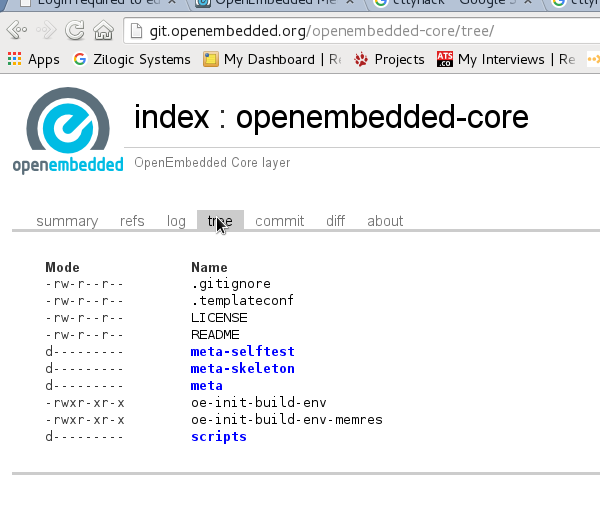 Login required to
OpenEmbedded Me
Google
git.openembedded.org/openembedded-core/tree/
Apps Zilogic Systems My Dashboard | Re Projects ATS .co My Interviews | Re
index : openembedded-core
OpenEmbedded Core layer
openembedded
summary refs log tree commit diff about
Mode Name
-rw-r--r-- .gitignore
-rw-r--r-- .templateconf
-rw-r--r-- LICENSE
-rw-r--r-- README
d--------- meta-selftest
d--------- meta-skeleton
d--------- meta
-rwxr-xr-x oe-init-build-env
-rwxr-xr-x oe-init-build-env-memres
d--------- scripts